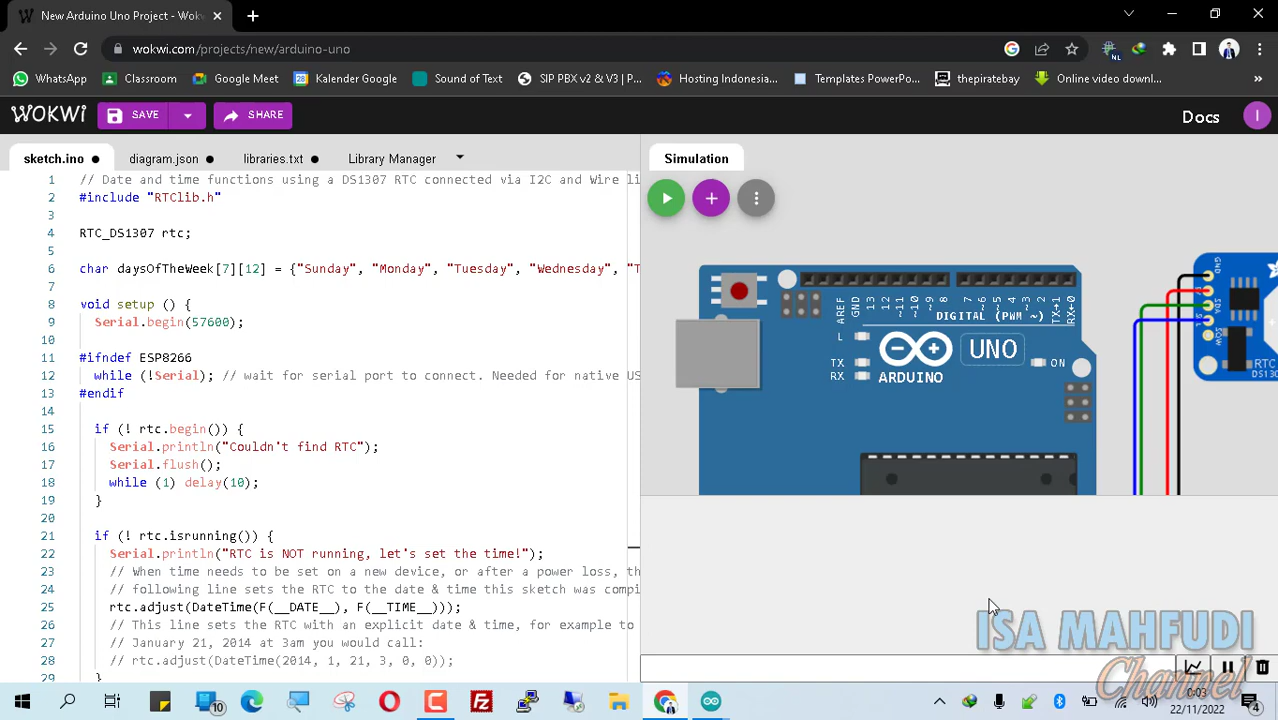 New Arduino Uno Project - Wokwi
wokwi.com/projects/new/arduino-uno
WhatsApp
Classroom
Google Meet
Kalender Google
Sound of Text
SIP PBX v2 & V3 | P...
Hosting Indonesia...
Templates PowerPo...
thepiratebay
Online video downl...
»
WOKWI
SAVE
SHARE
Docs
I
sketch.ino
diagram.json
libraries.txt
Library Manager
Simulation
1 // Date and time functions using a DS1307 RTC connected via I2C and Wire li
2 #include "RTClib.h"
3
4 RTC_DS1307 rtc;
5
6 char daysOfTheWeek[7][12] = {"Sunday", "Monday", "Tuesday", "Wednesday", "T
7
8 void setup () {
9 Serial.begin(57600);
10
11 #ifndef ESP8266
12 while (!Serial); // wait for serial port to connect. Needed for native US
13 #endif
14
15 if (! rtc.begin()) {
16 Serial.println("Couldn't find RTC");
17 Serial.flush();
18 while (1) delay(10);
19 }
20
21 if (! rtc.isrunning()) {
22 Serial.println("RTC is NOT running, let's set the time!");
23 // When time needs to be set on a new device, or after a power loss, th
24 // following line sets the RTC to the date & time this sketch was compi
25 rtc.adjust(DateTime(F(__DATE__), F(__TIME__)));
26 // This line sets the RTC with an explicit date & time, for example to
27 // January 21, 2014 at 3am you would call:
28 // rtc.adjust(DateTime(2014, 1, 21, 3, 0, 0));
29 }
AREF
GND
13
12
~11
~10
~9
8
7
~6
~5
4
~3
2
TX→1
RX←0
DIGITAL (PWM ~)
L
TX
RX
UNO
ARDUINO
ON
GND
SDA
SQW
RTC
NL
ISA MAHFUDI
Channel
10
0:03
22/11/2022
4